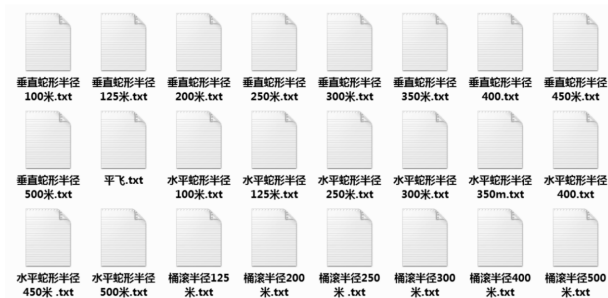 垂直蛇形半径 垂直蛇形半径 垂直蛇形半径 垂直蛇形半径 垂直蛇形半径 垂直蛇形半径 垂直蛇形半径 垂直蛇形半径
100米.txt 125米.txt 200米.txt 250米.txt 300米.txt 350米.txt 400.txt 450米.txt
垂直蛇形半径 平飞.txt 水平蛇形半径 水平蛇形半径 水平蛇形半径 水平蛇形半径 水平蛇形半径 水平蛇形半径
500米.txt 100米.txt 125米.txt 250米.txt 300米.txt 350m.txt 400.txt
水平蛇形半径 水平蛇形半径 桶滚半径125 桶滚半径200 桶滚半径250 桶滚半径300 桶滚半径400 桶滚半径500
450米 .txt 500米.txt 米.txt 米.txt 米 .txt 米.txt 米.txt 米.txt